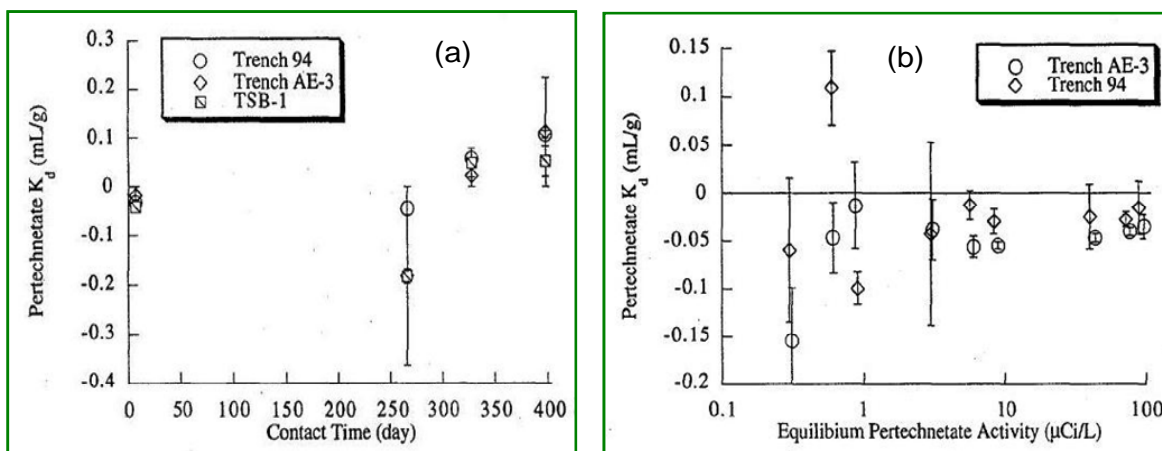 (a)
Trench 94
Trench AE-3
TSB-1
Pertechnetate K_d (mL/g)
0.3
0.2
0.1
0
-0.1
-0.2
-0.3
-0.4
0 50 100 150 200 250 300 350 400
Contact Time (day)
(b)
Trench AE-3
Trench 94
Pertechnetate K_d (mL/g)
0.15
0.1
0.05
0
-0.05
-0.1
-0.15
-0.2
0.1 1 10 100
Equilibium Pertechnetate Activity (μCi/L)